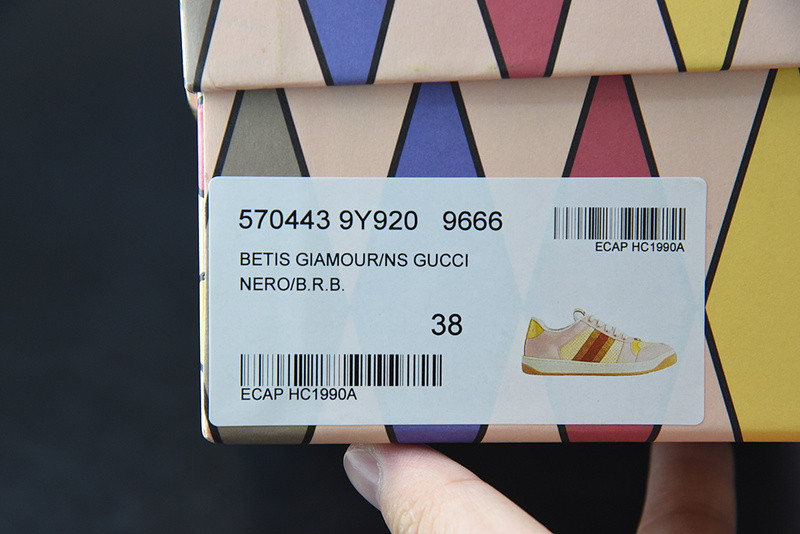 570443 9Y920 9666
ECAP HC1990A
BETIS GIAMOUR/NS GUCCI
NERO/B.R.B.
38
ECAP HC1990A